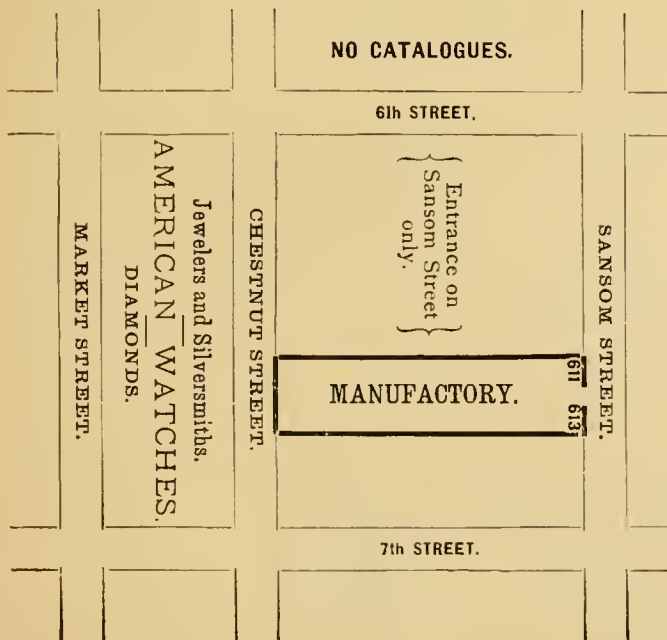 NO CATALOGUES.
6th STREET.
MARKET STREET.
Jewelers and Silversmiths.
AMERICAN WATCHES.
DIAMONDS.
CHESTNUT STREET.
Entrance on
Sansom Street
only.
SANSOM STREET.
611
MANUFACTORY.
613
7th STREET.